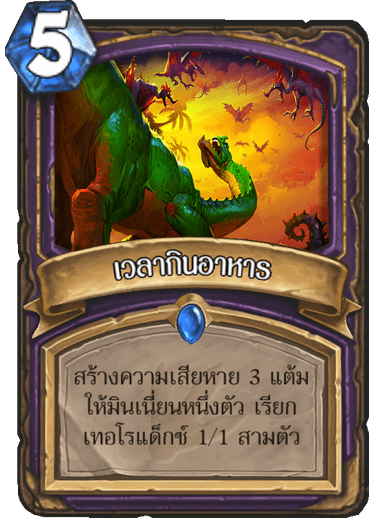 5
เวลากินอาหาร
สร้างความเสียหาย 3 แต้ม
ให้มินเนี่ยนหนึ่งตัว เรียก
เทอโรแด็กซ์ 1/1 สามตัว